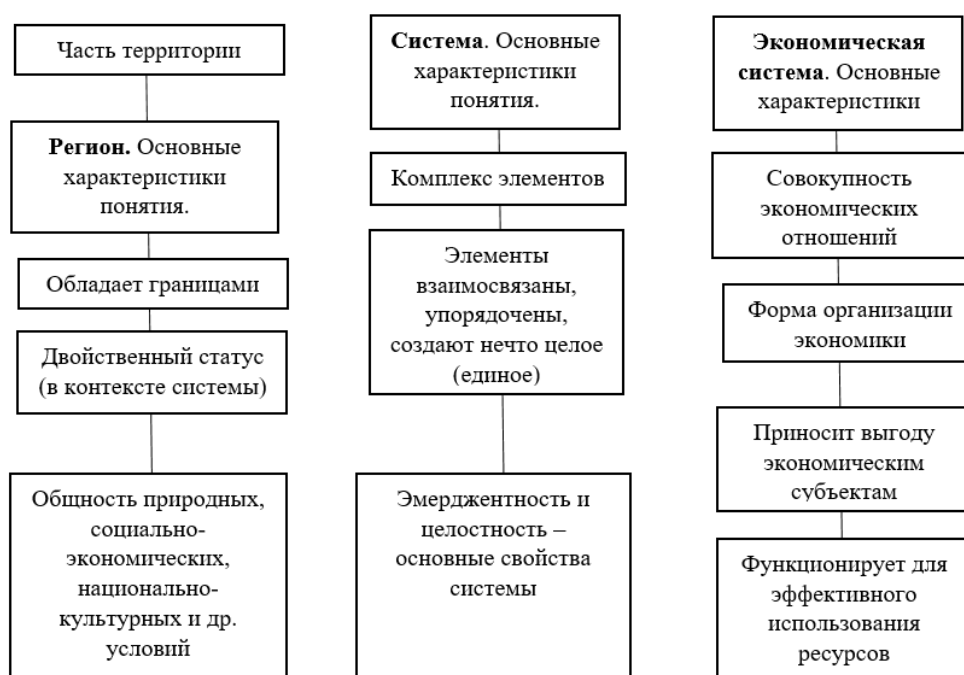 Часть территории
Регион. Основные
характеристики
понятия.
Обладает границами
Двойственный статус
(в контексте системы)
Общность природных,
социально-
экономических,
национально-
культурных и др.
условий
Система. Основные
характеристики
понятия.
Комплекс элементов
Элементы
взаимосвязаны,
упорядочены,
создают нечто целое
(единое)
Эмерджентность и
целостность –
основные свойства
системы
Экономическая
система. Основные
характеристики
Совокупность
экономических
отношений
Форма организации
экономики
Приносит выгоду
экономическим
субъектам
Функционирует для
эффективного
использования
ресурсов